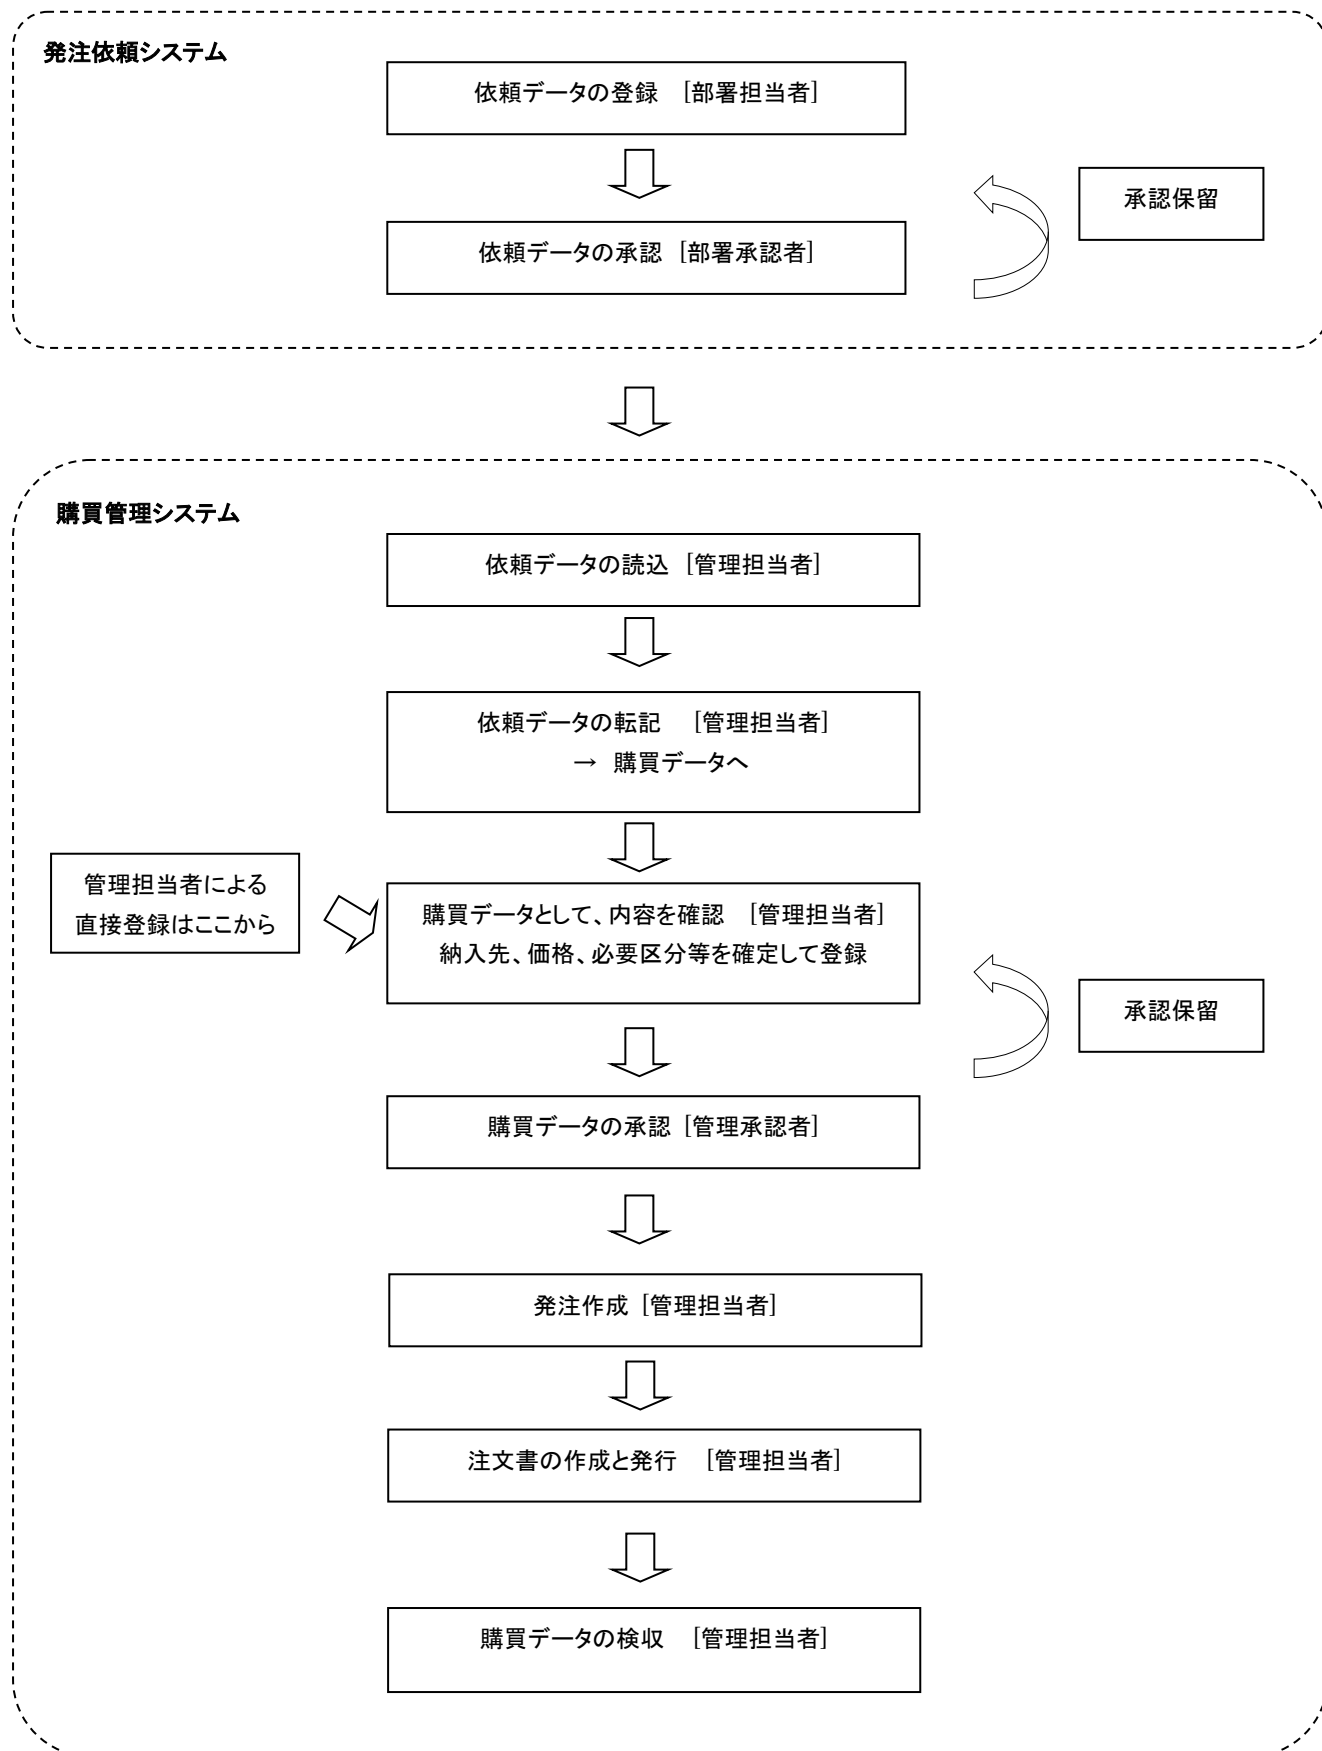 発注依頼システム
依頼データの登録　[部署担当者]
承認保留
依頼データの承認 [部署承認者]
購買管理システム
依頼データの読込 [管理担当者]
依頼データの転記　[管理担当者]
→ 購買データへ
管理担当者による
直接登録はここから
購買データとして、内容を確認　[管理担当者]
納入先、価格、必要区分等を確定して登録
承認保留
購買データの承認 [管理承認者]
発注作成 [管理担当者]
注文書の作成と発行　[管理担当者]
購買データの検収　[管理担当者]